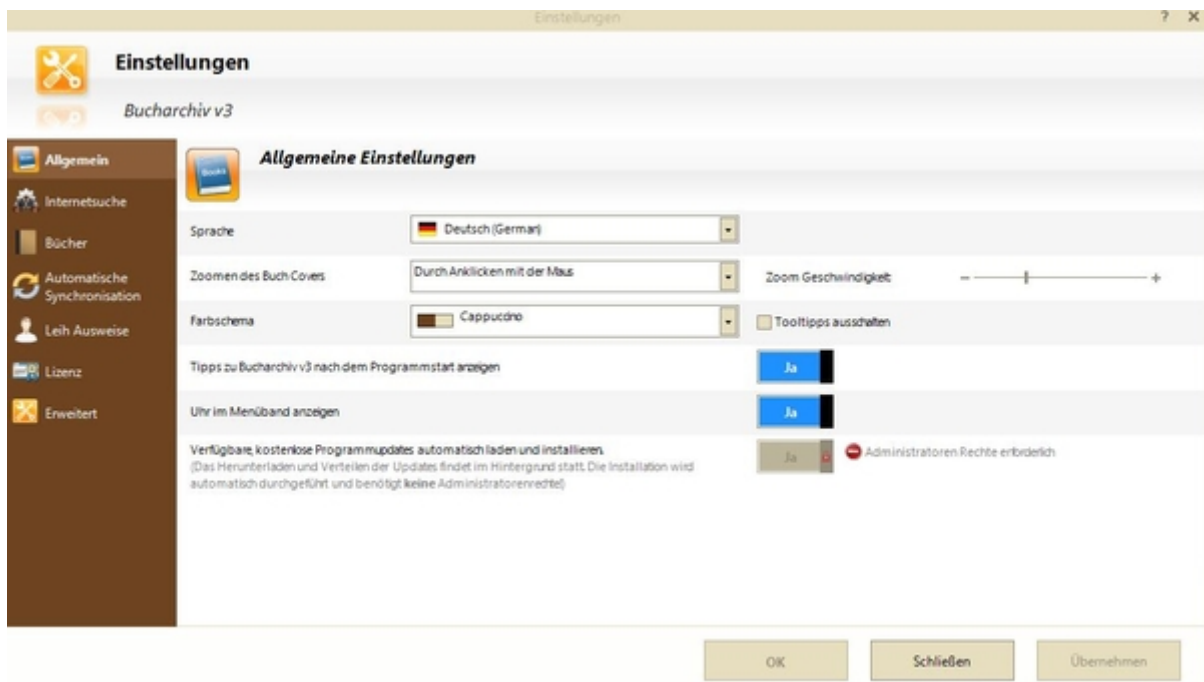 Einstellungen
? X
Einstellungen
Bucharchiv v3
Allgemein
Internetsuche
Bücher
Automatische
Synchronisation
Leih Ausweise
Lizenz
Erweitert
Books
Allgemeine Einstellungen
Sprache
Deutsch (German)
Zoomen des Buch Covers
Durch Anklicken mit der Maus
Zoom Geschwindigkeit:
- +
Farbschema
Cappuccino
Tooltipps ausschalten
Tipps zu Bucharchiv v3 nach dem Programmstart anzeigen
Ja
Uhr im Menüband anzeigen
Ja
Verfügbare, kostenlose Programmupdates automatisch laden und installieren.
(Das Herunterladen und Verteilen der Updates findet im Hintergrund statt. Die Installation wird
automatisch durchgeführt und benötigt keine Administratorenrechte!)
Ja
Administratoren Rechte erforderlich
OK
Schließen
Übernehmen